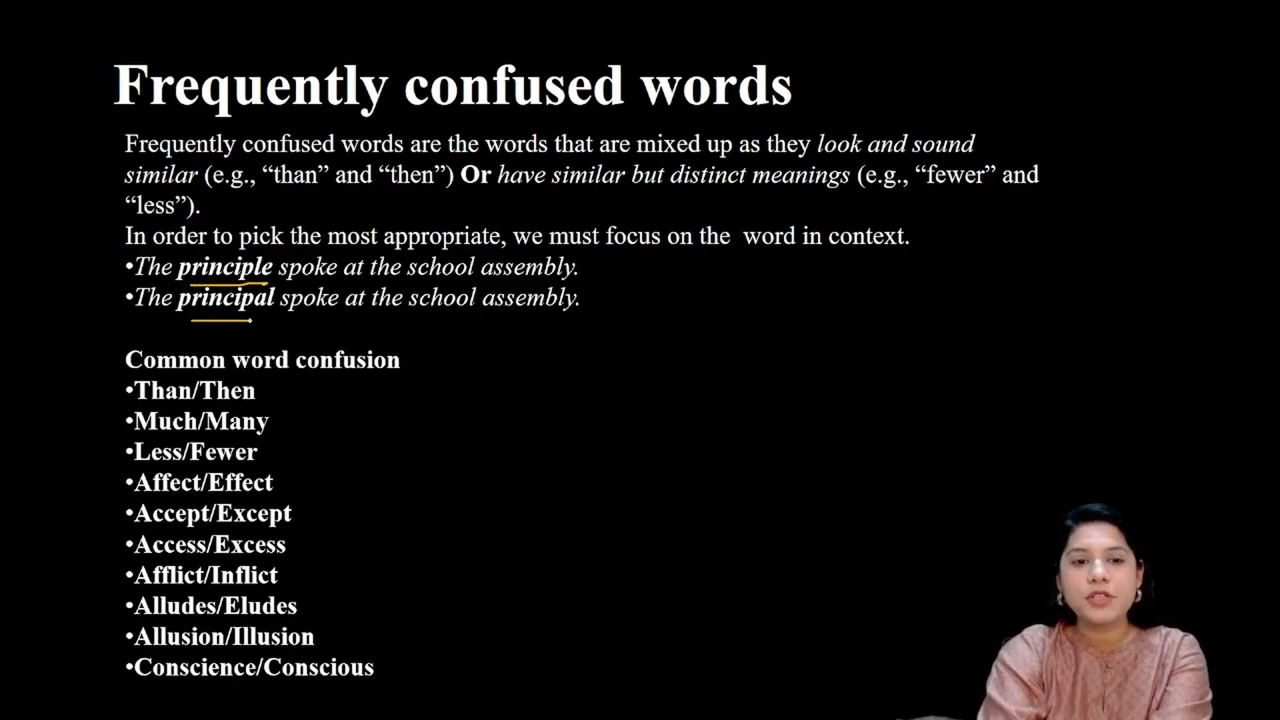 Frequently confused words
Frequently confused words are the words that are mixed up as they look and sound
similar (e.g., “than” and “then”) Or have similar but distinct meanings (e.g., “fewer” and
“less”).
In order to pick the most appropriate, we must focus on the  word in context.
•The principle spoke at the school assembly.
•The principal spoke at the school assembly.
Common word confusion
•Than/Then
•Much/Many
•Less/Fewer
•Affect/Effect
•Accept/Except
•Access/Excess
•Afflict/Inflict
•Alludes/Eludes
•Allusion/Illusion
•Conscience/Conscious